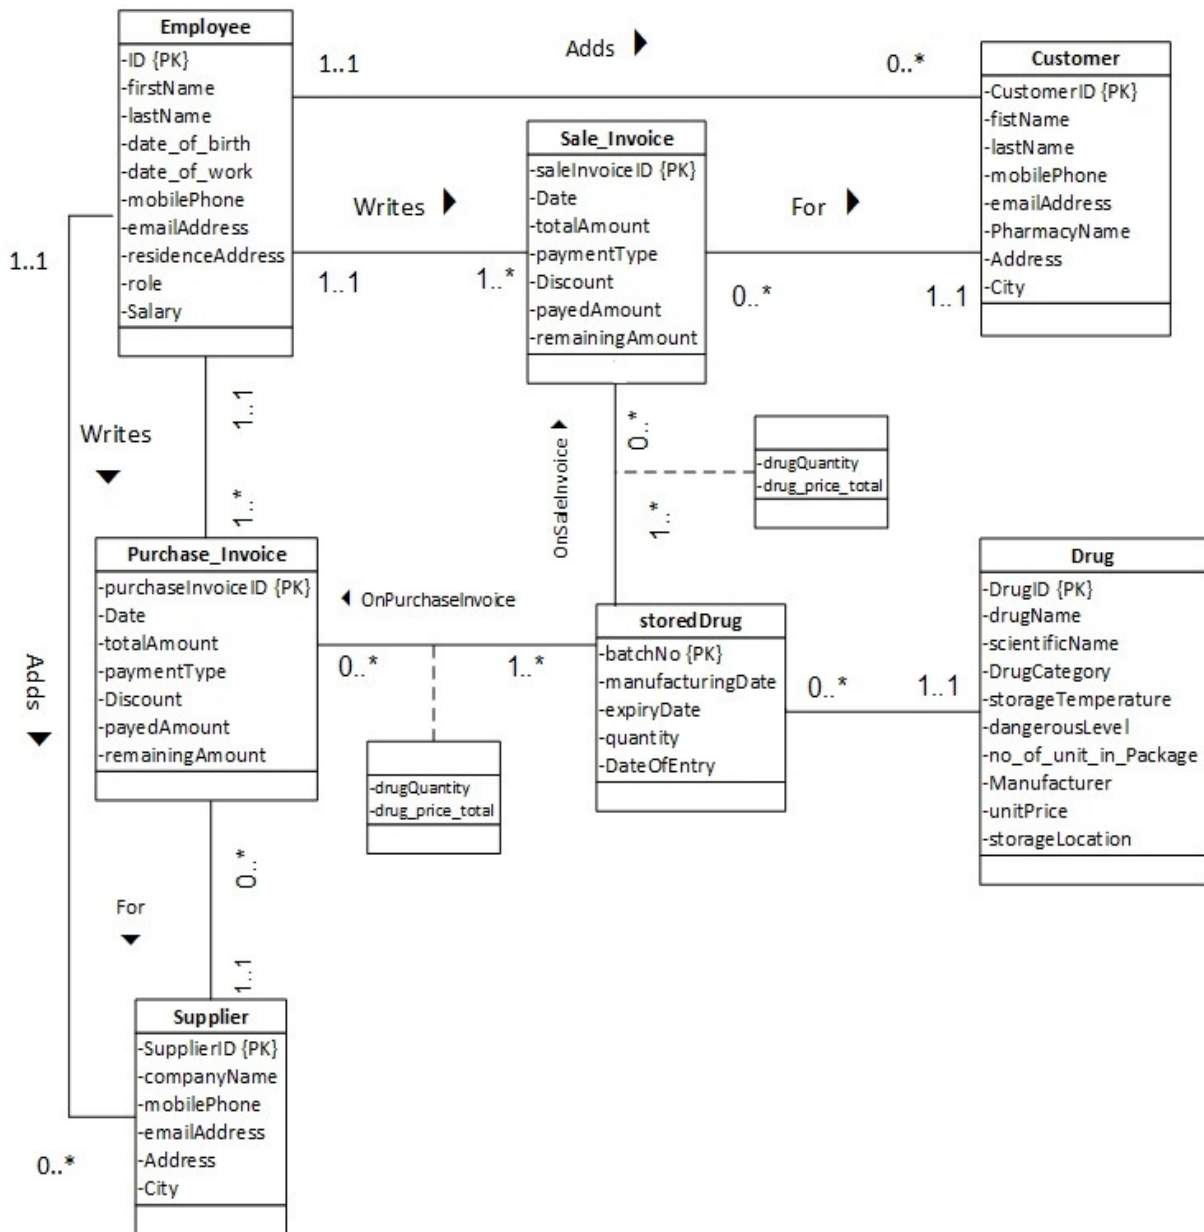 Employee
-ID {PK}
-firstName
-lastName
-date_of_birth
-date_of_work
-mobilePhone
-emailAddress
-residenceAddress
-role
-Salary
1..1
Adds
0..*
Customer
-CustomerID {PK}
-fistName
-lastName
-mobilePhone
-emailAddress
-PharmacyName
-Address
-City
Writes
1..1
1..*
Sale_Invoice
-saleInvoiceID {PK}
-Date
-totalAmount
-paymentType
-Discount
-payedAmount
-remainingAmount
For
0..*
1..1
1..1
1..1
Writes
1..*
OnSaleInvoice
0..*
1..*
-drugQuantity
-drug_price_total
Purchase_Invoice
-purchaseInvoiceID {PK}
-Date
-totalAmount
-paymentType
-Discount
-payedAmount
-remainingAmount
OnPurchaseInvoice
0..*
1..*
-drugQuantity
-drug_price_total
storedDrug
-batchNo {PK}
-manufacturingDate
-expiryDate
-quantity
-DateOfEntry
0..*
1..1
Drug
-DrugID {PK}
-drugName
-scientificName
-DrugCategory
-storageTemperature
-dangerousLevel
-no_of_unit_in_Package
-Manufacturer
-unitPrice
-storageLocation
Adds
0..*
For
1..1
Supplier
-SupplierID {PK}
-companyName
-mobilePhone
-emailAddress
-Address
-City
0..*